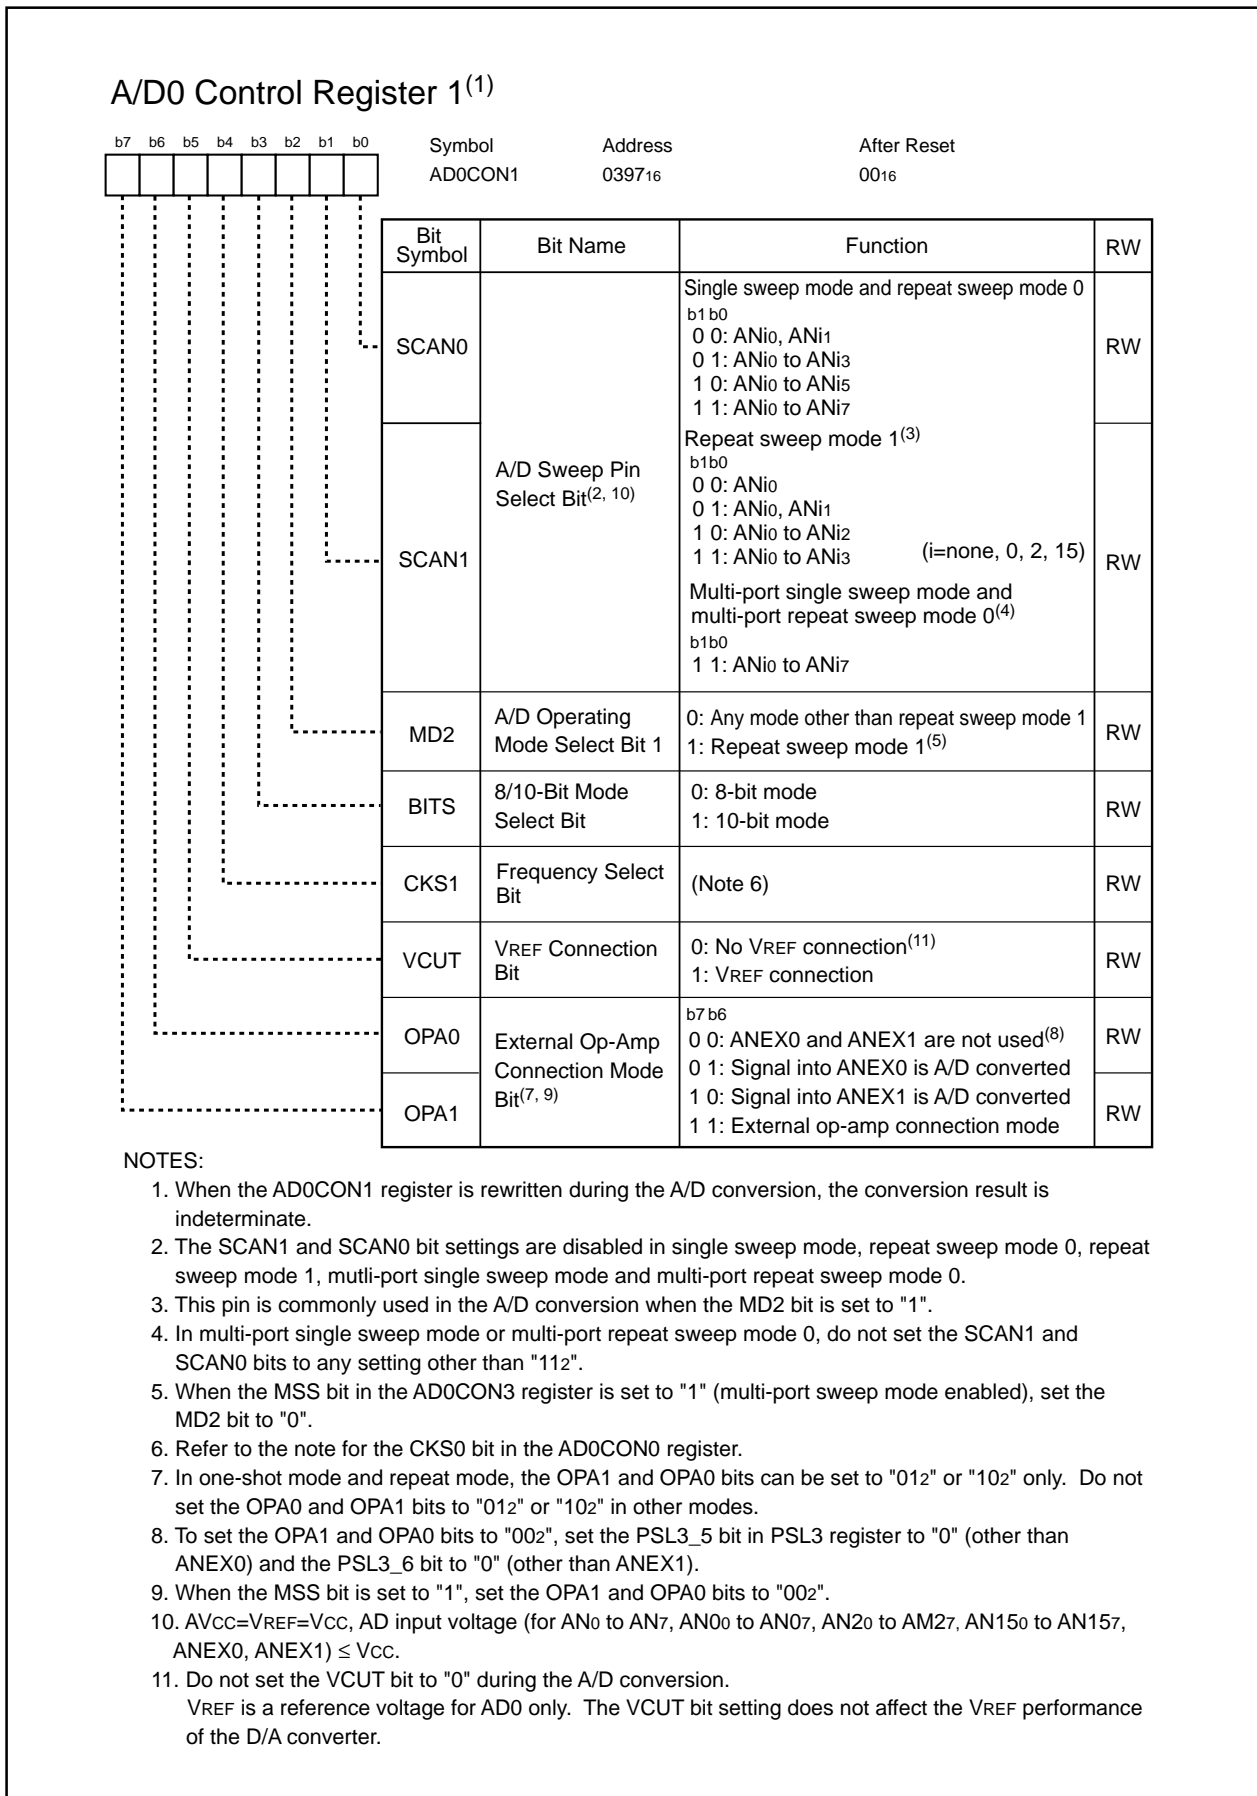 A/D0 Control Register 1(1)
b7 b6 b5 b4 b3 b2 b1 b0
Symbol Address After Reset
AD0CON1 039716 0016
Bit Symbol Bit Name Function RW
Single sweep mode and repeat sweep mode 0
b1 b0
0 0: ANi0, ANi1
SCAN0 RW
0 1: ANi0 to ANi3
1 0: ANi0 to ANi5
1 1: ANi0 to ANi7
Repeat sweep mode 1(3)
b1b0
A/D Sweep Pin
Select Bit(2, 10)
0 0: ANi0
0 1: ANi0, ANi1
1 0: ANi0 to ANi2
1 1: ANi0 to ANi3 (i=none, 0, 2, 15)
SCAN1 RW
Multi-port single sweep mode and
multi-port repeat sweep mode 0(4)
b1b0
1 1: ANi0 to ANi7
MD2
A/D Operating
Mode Select Bit 1
0: Any mode other than repeat sweep mode 1
1: Repeat sweep mode 1(5)
RW
BITS
8/10-Bit Mode
Select Bit
0: 8-bit mode
1: 10-bit mode
RW
CKS1
Frequency Select
Bit
(Note 6)
RW
VCUT
VREF Connection
Bit
0: No VREF connection(11)
1: VREF connection
RW
OPA0
External Op-Amp
Connection Mode
Bit(7, 9)
b7 b6
0 0: ANEX0 and ANEX1 are not used(8)
0 1: Signal into ANEX0 is A/D converted
1 0: Signal into ANEX1 is A/D converted
1 1: External op-amp connection mode
RW
OPA1
RW
NOTES:
1. When the AD0CON1 register is rewritten during the A/D conversion, the conversion result is
indeterminate.
2. The SCAN1 and SCAN0 bit settings are disabled in single sweep mode, repeat sweep mode 0, repeat
sweep mode 1, mutli-port single sweep mode and multi-port repeat sweep mode 0.
3. This pin is commonly used in the A/D conversion when the MD2 bit is set to "1".
4. In multi-port single sweep mode or multi-port repeat sweep mode 0, do not set the SCAN1 and
SCAN0 bits to any setting other than "112".
5. When the MSS bit in the AD0CON3 register is set to "1" (multi-port sweep mode enabled), set the
MD2 bit to "0".
6. Refer to the note for the CKS0 bit in the AD0CON0 register.
7. In one-shot mode and repeat mode, the OPA1 and OPA0 bits can be set to "012" or "102" only. Do not
set the OPA0 and OPA1 bits to "012" or "102" in other modes.
8. To set the OPA1 and OPA0 bits to "002", set the PSL3_5 bit in PSL3 register to "0" (other than
ANEX0) and the PSL3_6 bit to "0" (other than ANEX1).
9. When the MSS bit is set to "1", set the OPA1 and OPA0 bits to "002".
10. AVCC=VREF=VCC, AD input voltage (for AN0 to AN7, AN00 to AN07, AN20 to AM27, AN150 to AN157,
ANEX0, ANEX1) ≤ VCC.
11. Do not set the VCUT bit to "0" during the A/D conversion.
VREF is a reference voltage for AD0 only. The VCUT bit setting does not affect the VREF performance
of the D/A converter.